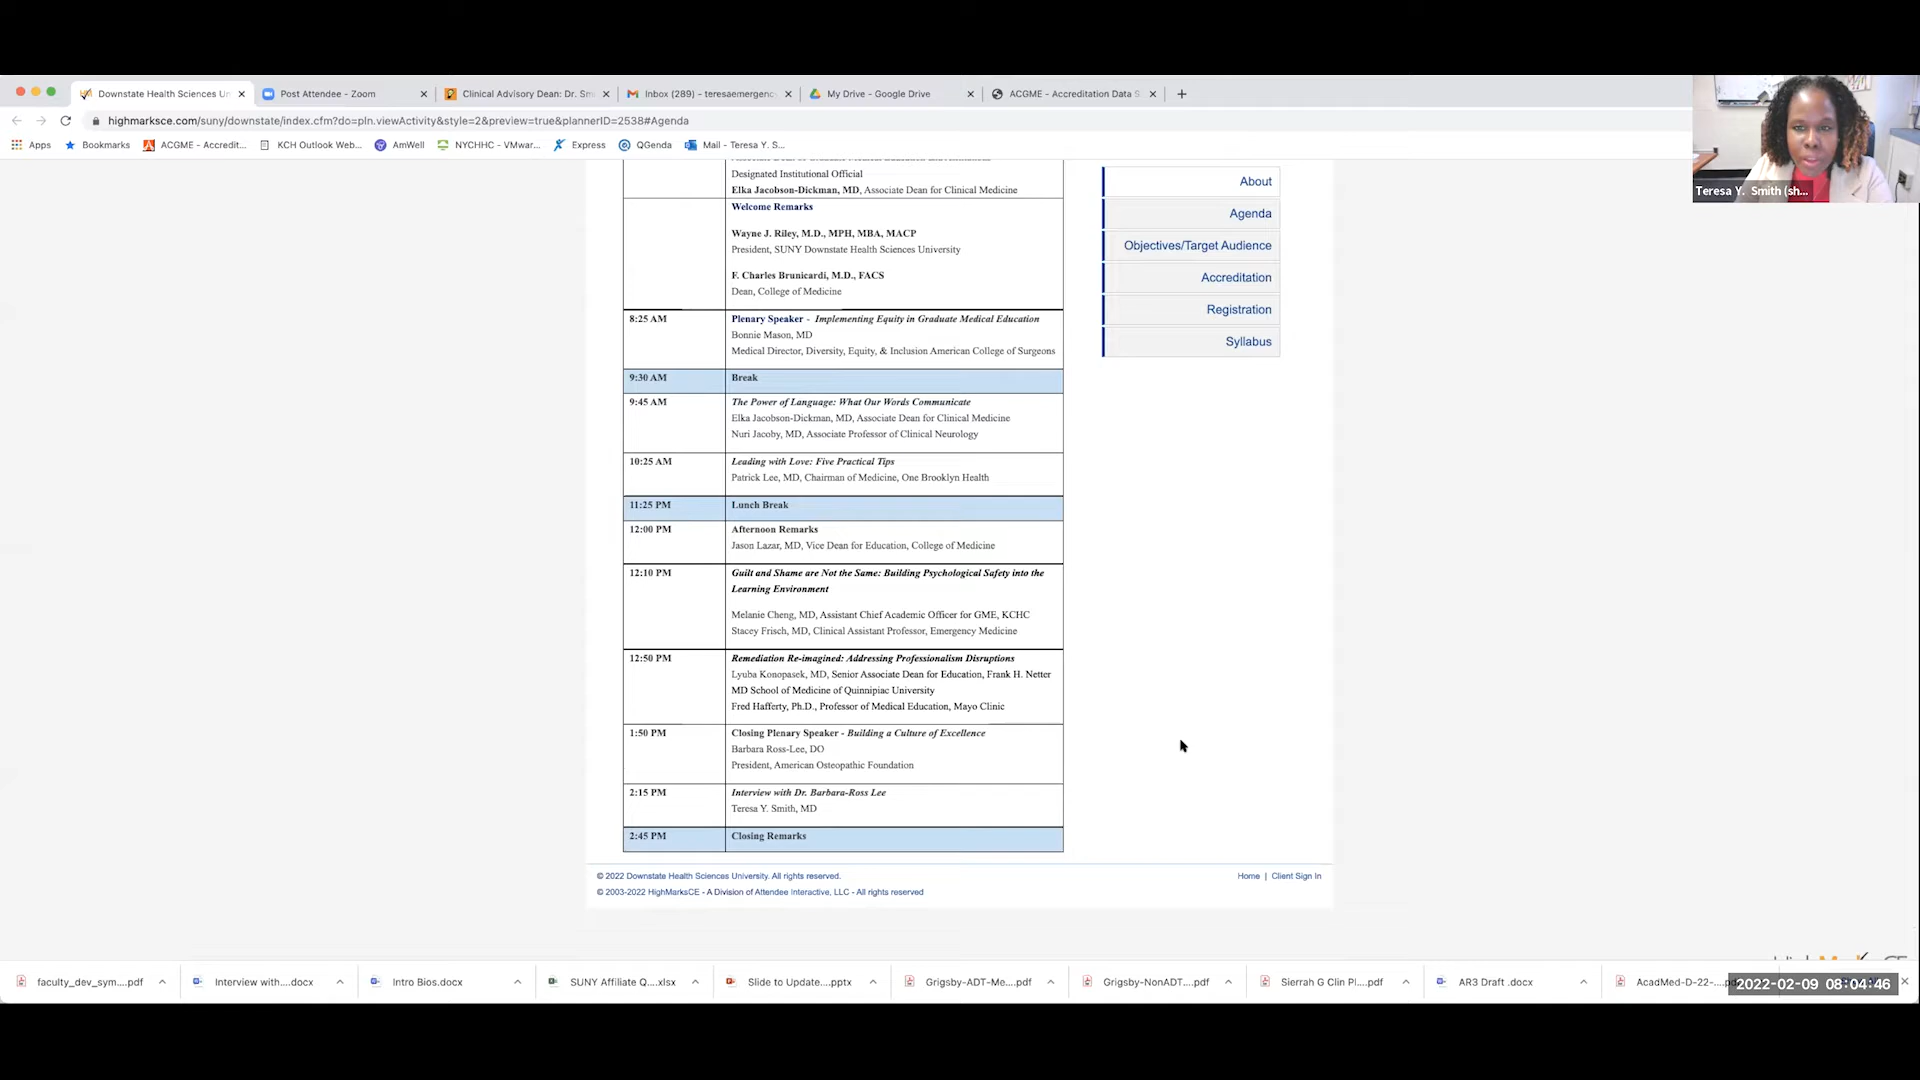 Downstate Health Sciences Un
Post Attendee - Zoom
Clinical Advisory Dean: Dr. Sm
Inbox (289) - teresaemergenc
My Drive - Google Drive
ACGME - Accreditation Data S
highmarksce.com/suny/downstate/index.cfm?do=pln.viewActivity&style=2&preview=true&plannerID=2538#Agenda
Apps
Bookmarks
ACGME - Accredit...
KCH Outlook Web...
AmWell
NYCHHC - VMwar...
Express
QGenda
Mail - Teresa Y. S...
Teresa Y. Smith (sh...
Designated Institutional Official
Elka Jacobson-Dickman, MD, Associate Dean for Clinical Medicine
Welcome Remarks
Wayne J. Riley, M.D., MPH, MBA, MACP
President, SUNY Downstate Health Sciences University
F. Charles Brunicardi, M.D., FACS
Dean, College of Medicine
8:25 AM
Plenary Speaker - Implementing Equity in Graduate Medical Education
Bonnie Mason, MD
Medical Director, Diversity, Equity, & Inclusion American College of Surgeons
9:30 AM
Break
9:45 AM
The Power of Language: What Our Words Communicate
Elka Jacobson-Dickman, MD, Associate Dean for Clinical Medicine
Nuri Jacoby, MD, Associate Professor of Clinical Neurology
10:25 AM
Leading with Love: Five Practical Tips
Patrick Lee, MD, Chairman of Medicine, One Brooklyn Health
11:25 PM
Lunch Break
12:00 PM
Afternoon Remarks
Jason Lazar, MD, Vice Dean for Education, College of Medicine
12:10 PM
Guilt and Shame are Not the Same: Building Psychological Safety into the
Learning Environment
Melanie Cheng, MD, Assistant Chief Academic Officer for GME, KCHC
Stacey Frisch, MD, Clinical Assistant Professor, Emergency Medicine
12:50 PM
Remediation Re-imagined: Addressing Professionalism Disruptions
Lyuba Konopasek, MD, Senior Associate Dean for Education, Frank H. Netter
MD School of Medicine of Quinnipiac University
Fred Hafferty, Ph.D., Professor of Medical Education, Mayo Clinic
1:50 PM
Closing Plenary Speaker - Building a Culture of Excellence
Barbara Ross-Lee, DO
President, American Osteopathic Foundation
2:15 PM
Interview with Dr. Barbara-Ross Lee
Teresa Y. Smith, MD
2:45 PM
Closing Remarks
About
Agenda
Objectives/Target Audience
Accreditation
Registration
Syllabus
© 2022 Downstate Health Sciences University. All rights reserved.
© 2003-2022 HighMarksCE - A Division of Attendee Interactive, LLC - All rights reserved
Home | Client Sign In
faculty_dev_sym....pdf
Interview with....docx
Intro Bios.docx
SUNY Affiliate Q....xlsx
Slide to Update....pptx
Grigsby-ADT-Me....pdf
Grigsby-NonADT....pdf
Sierrah G Clin Pl....pdf
AR3 Draft .docx
AcadMed-D-22-....pdf
2022-02-09 08:04:46